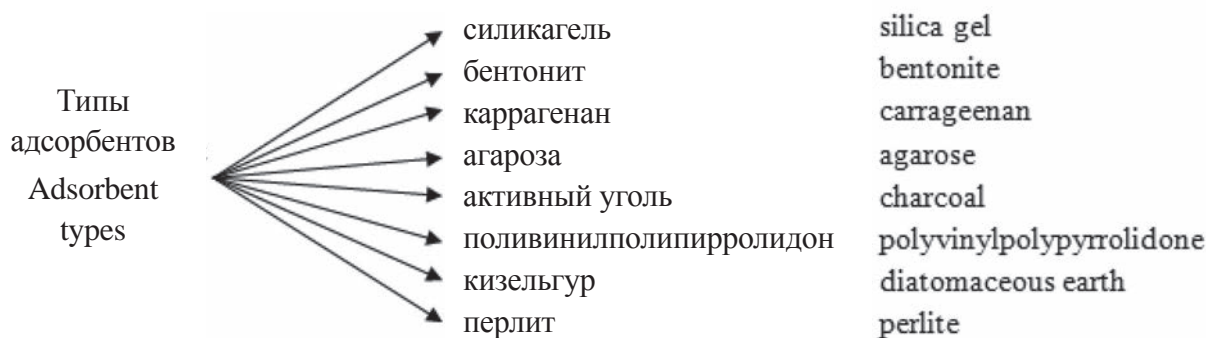 Типы
адсорбентов
Adsorbent
types
силикагель silica gel
бентонит bentonite
каррагенан carrageenan
агароза agarose
активный уголь charcoal
поливинилполипирролидон polyvinylpolypyrrolidone
кизельгур diatomaceous earth
перлит perlite